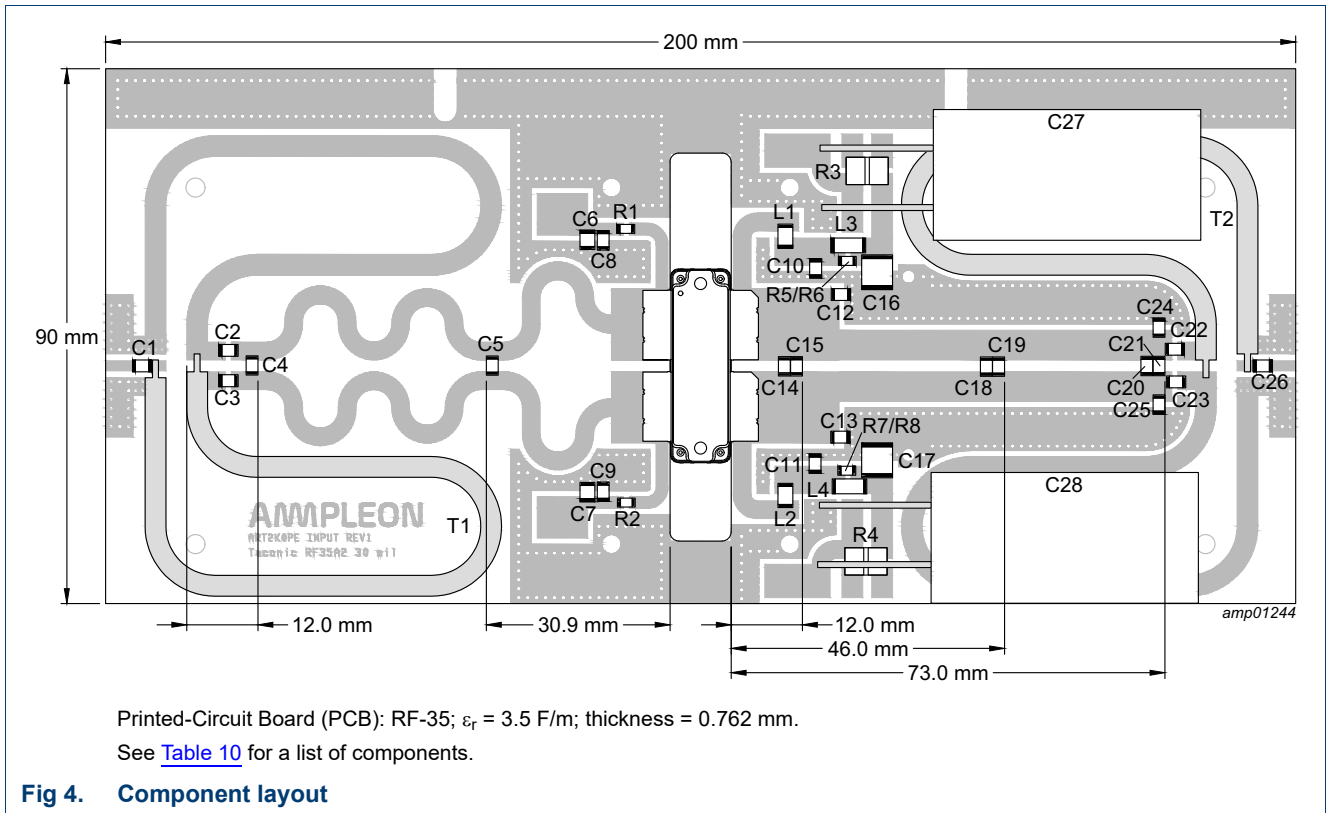 200 mm
C27
R3
T2
C6
R1
L1
L3
C8
C10
R5/R6
C16
C12
C24
C22
90 mm
C1
C2
C4
C5
C15
C19
C21
C26
C3
C14
C18
C20
C23
C25
C13
R7/R8
C9
C11
C17
L4
C28
C7
R2
L2
AMPLEON
T1
ART2K0PE INPUT REV1
Taconic RF35A2 30 mil
R4
amp01244
12.0 mm
30.9 mm
12.0 mm
46.0 mm
73.0 mm
Printed-Circuit Board (PCB): RF-35; εr = 3.5 F/m; thickness = 0.762 mm.
See Table 10 for a list of components.
Fig 4. Component layout